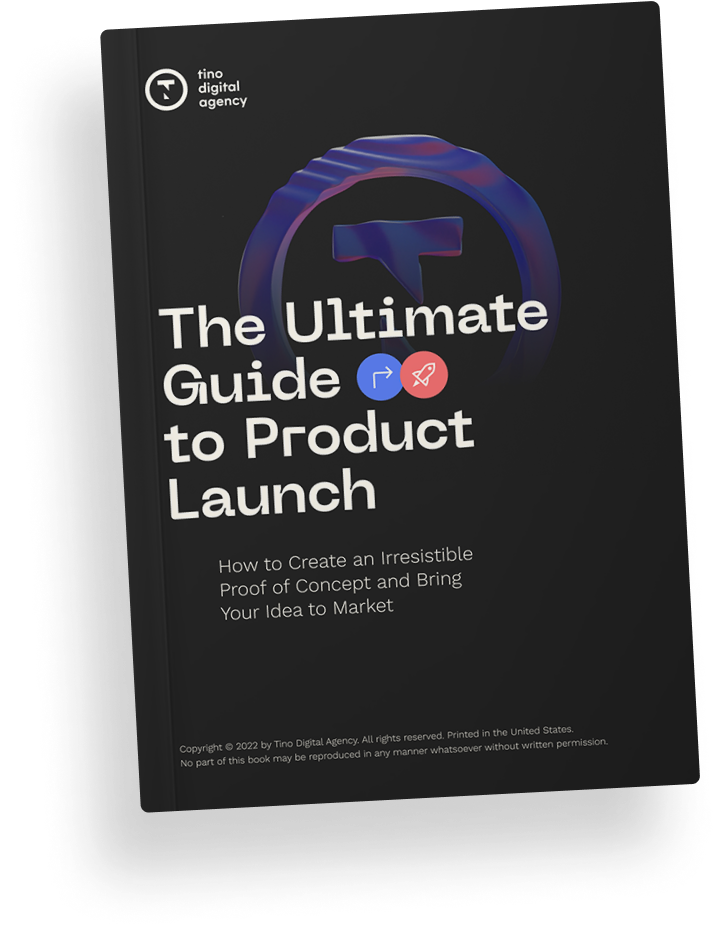 tino
digital
agency
The Ultimate
Guide
to Product
Launch
How to Create an Irresistible
Proof of Concept and Bring
Your Idea to Market
Copyright © 2022 by Tino Digital Agency. All rights reserved. Printed in the United States.
No part of this book may be reproduced in any manner whatsoever without written permission.